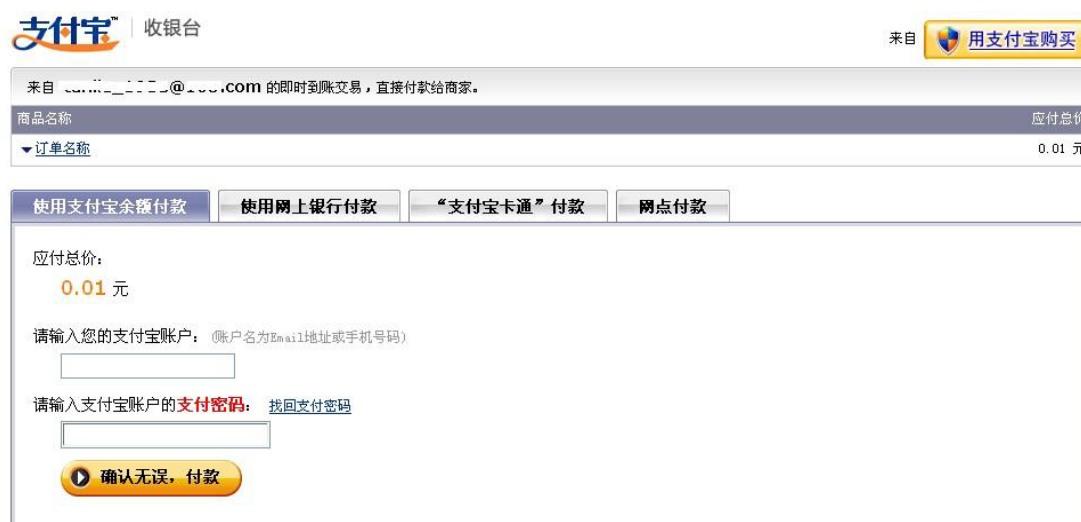 支付宝™ 收银台
来自 用支付宝购买
来自 .com 的即时到账交易，直接付款给商家。
商品名称 应付总价
订单名称 0.01 元
使用支付宝余额付款 使用网上银行付款 “支付宝卡通”付款 网点付款
应付总价：
0.01 元
请输入您的支付宝账户： (账户名为Email地址或手机号码)
请输入支付宝账户的支付密码： 找回支付密码
确认无误，付款